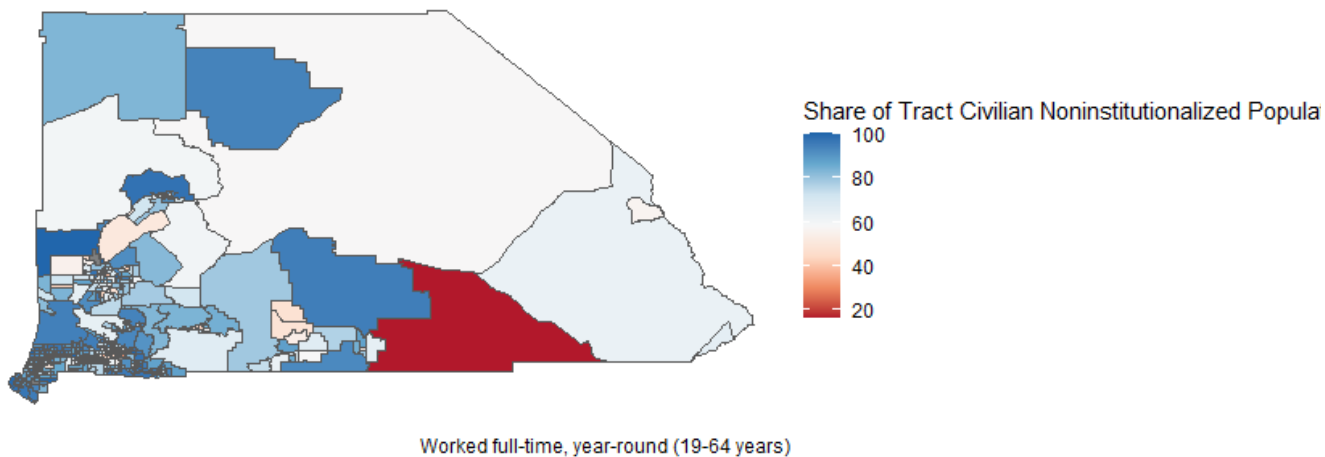 Share of Tract Civilian Noninstitutionalized Popula
100
80
60
40
20
Worked full-time, year-round (19-64 years)